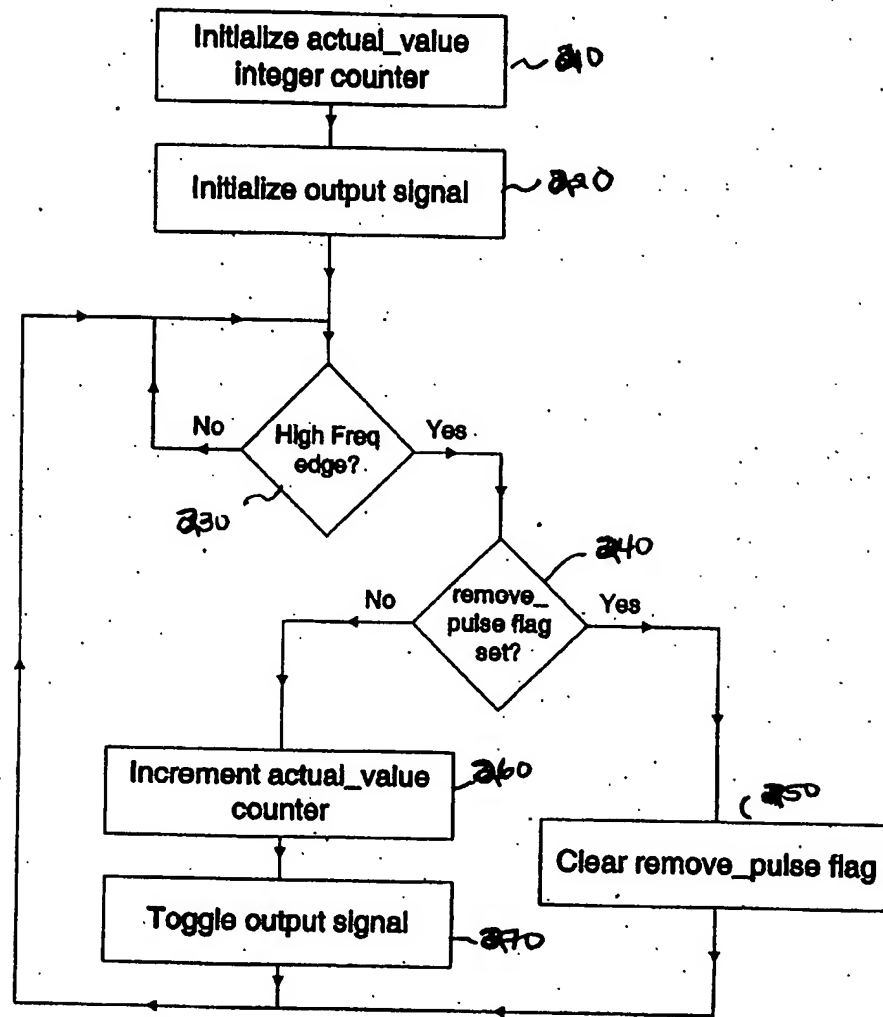 Initialize actual_value
integer counter
210
Initialize output signal
220
High Freq
edge?
No
Yes
230
240
remove_
pulse flag
set?
No
Yes
Increment actual_value
counter
260
250
Clear remove_pulse flag
Toggle output signal
270